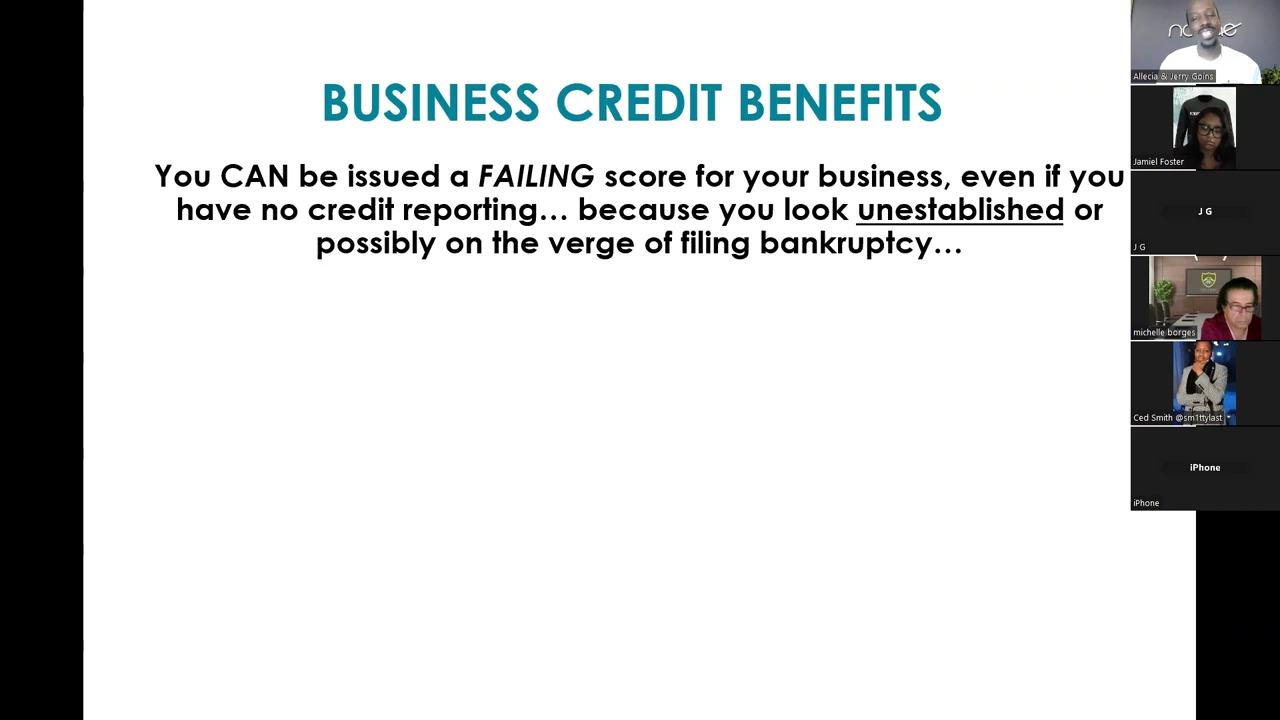 BUSINESS CREDIT BENEFITS
You CAN be issued a FAILING score for your business, even if you
have no credit reporting... because you look unestablished or
possibly on the verge of filing bankruptcy...
Allecia & Jerry Goins
Jamiel Foster
J G
J G
michelle borges
Ced Smith @sm1ttylast
iPhone
iPhone